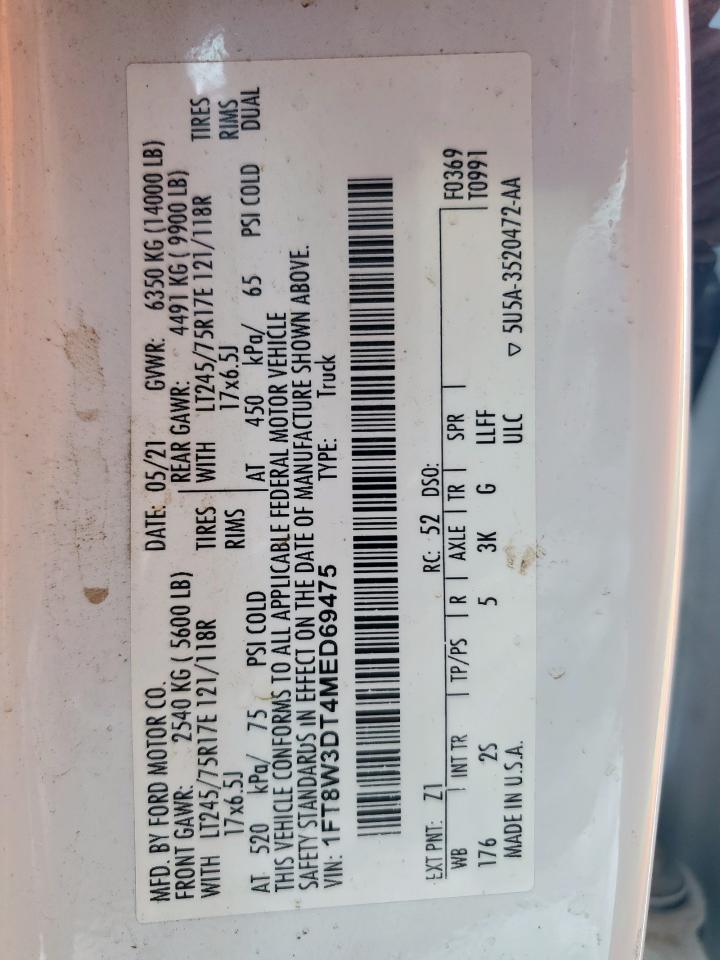 MFD. BY FORD MOTOR CO.
DATE: 05/21 GVWR: 6350 KG (14000 LB)
FRONT GAWR: 2540 KG ( 5600 LB)
REAR GAWR: 4491 KG ( 9900 LB)
WITH LT245/75R17E 121/118R TIRES
WITH LT245/75R17E 121/118R TIRES
17x6.5J RIMS
17x6.5J RIMS
AT 520 kPa/ 75 PSI COLD
AT 450 kPa/ 65 PSI COLD DUAL
THIS VEHICLE CONFORMS TO ALL APPLICABLE FEDERAL MOTOR VEHICLE
SAFETY STANDARDS IN EFFECT ON THE DATE OF MANUFACTURE SHOWN ABOVE.
VIN: 1FT8W3DT4MED69475 TYPE: Truck
EXT PNT: Z1 RC: 52 DSO: F0369
WB INT TR TP/PS R AXLE TR SPR T0991
176 2S 5 3K G LLFF
MADE IN U.S.A. ULC ▽ 5U5A-3520472-AA